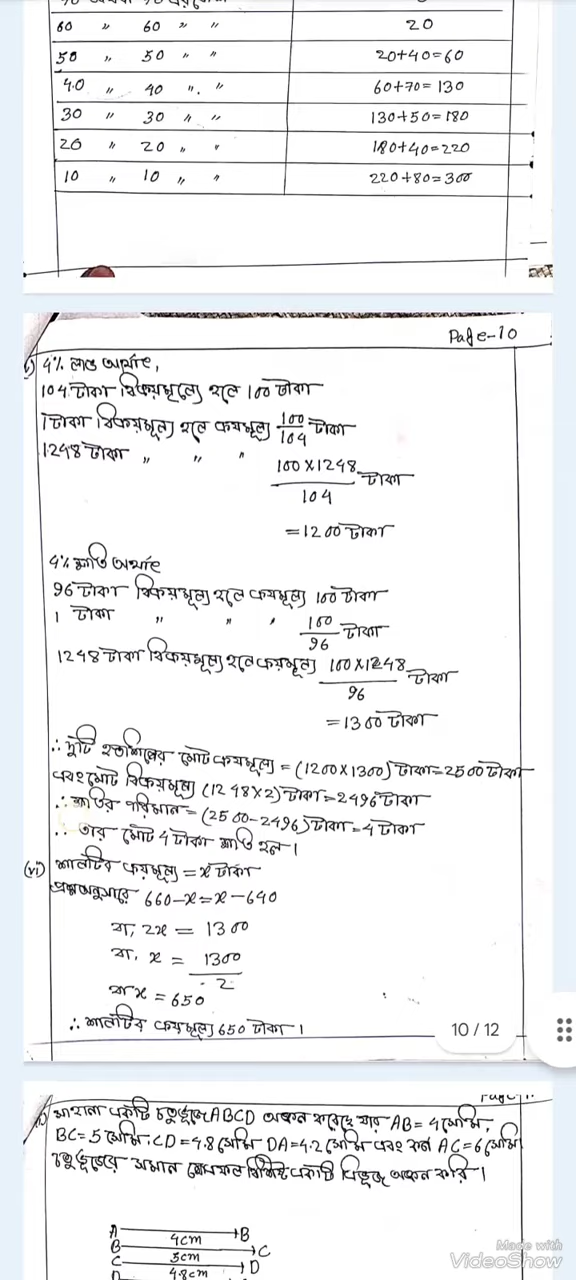 60 " 60 " " 20
50 " 50 " " 20+40=60
40 " 40 " " 60+70=130
30 " 30 " " 130+50=180
20 " 20 " " 180+40=220
10 " 10 " " 220+80=300
Page-10
4% লাভ অর্থাৎ,
104 টাকা বিক্রয়মূল্যে হলে 100 টাকা
1 টাকা বিক্রয়মূল্য হলে ক্রয়মূল্য 100/104 টাকা
1248 টাকা " " " 100×1248/104 টাকা
=1200 টাকা
4% ক্ষতি অর্থাৎ
96 টাকা বিক্রয়মূল্য হলে ক্রয়মূল্য 100 টাকা
1 টাকা " " " 100/96 টাকা
1248 টাকা বিক্রয়মূল্য হলে ক্রয়মূল্য 100×1248/96 টাকা
=1300 টাকা
∴ দুটি হস্তশিল্পের মোট ক্রয়মূল্য = (1200×1300) টাকা=2500 টাকা
এবং মোট বিক্রয়মূল্য (1248×2) টাকা=2496 টাকা
∴ ক্ষতির পরিমান = (2500-2496) টাকা=4 টাকা
∴ তার মোট 4 টাকা ক্ষতি হল।
(vi) শালটির ক্রয়মূল্য = x টাকা
প্রশ্নানুসারে 660-x=x-640
বা, 2x = 1300
বা, x = 1300/2
বা x = 650
∴ শালটির ক্রয়মূল্য 650 টাকা।
10 / 12
সাহানা একটি চতুর্ভুজ ABCD অঙ্কন করেছে যার AB= 4 সেমি,
BC=5 সেমি, CD=4.8 সেমি DA=4.2 সেমি এবং কর্ন AC=6 সেমি
চতুর্ভুজের সমান ক্ষেত্রফল বিশিষ্ট একটি ত্রিভুজ অঙ্কন করি।
A B
4cm
B C
5cm
C D
4.8cm
Made with
VideoShow